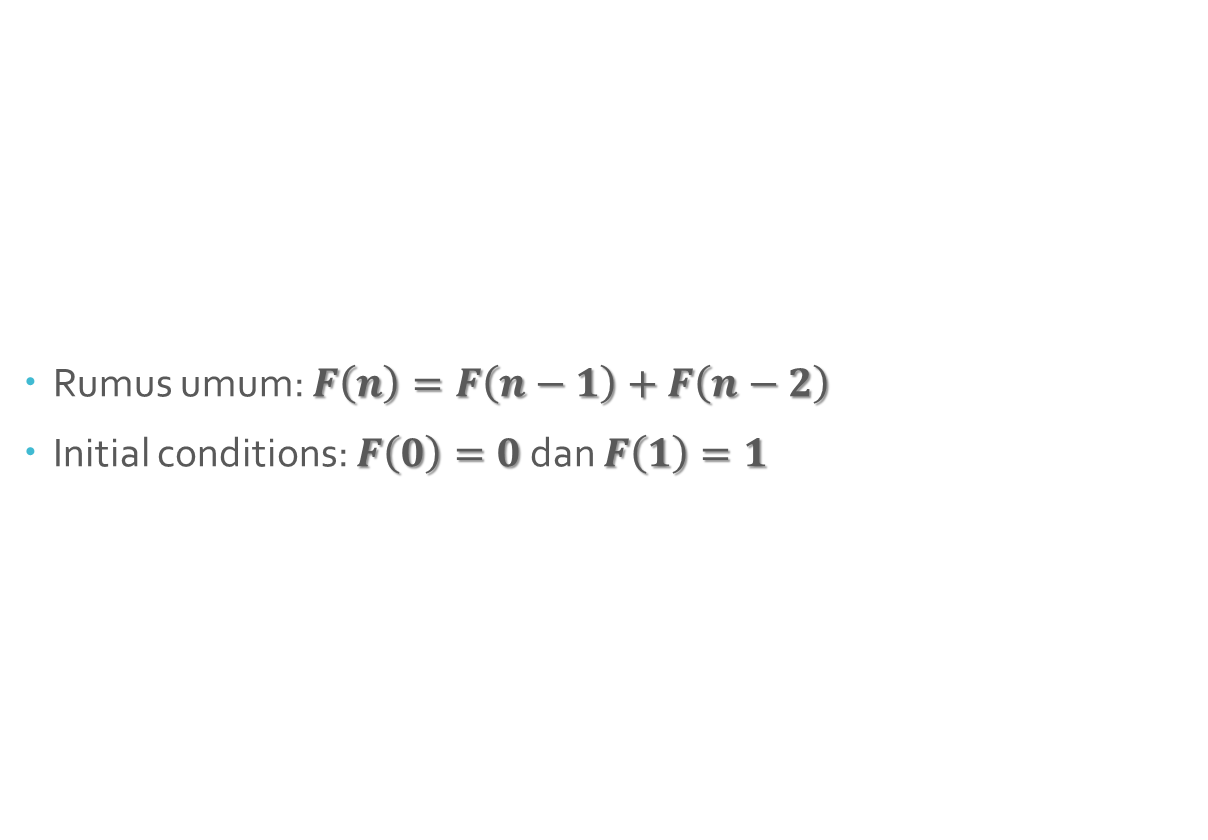 • Rumus umum: F(n) = F(n − 1) + F(n − 2)
• Initial conditions: F(0) = 0 dan F(1) = 1